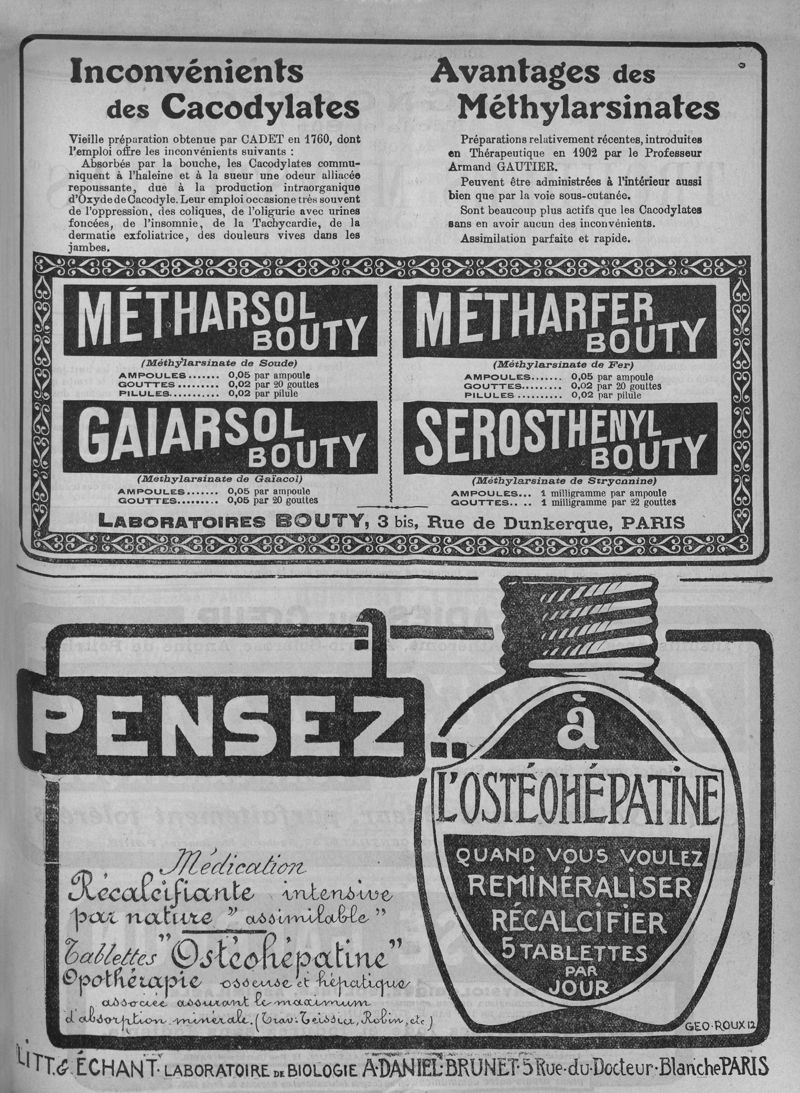 Inconvénients
des Cacodylates
Vieille préparation obtenue par CADET en 1760, dont
l'emploi offre les inconvénients suivants :
Absorbés par la bouche, les Cacodylates commu-
niquent à l'haleine et à la sueur une odeur alliacée
repoussante, due à la production intraorganique
d'Oxyde de Cacodyle. Leur emploi occasione très souvent
de l'oppression, des coliques, de l'oligurie avec urines
foncées, de l'insomnie, de la Tachycardie, de la
dermatie exfoliatrice, des douleurs vives dans les
jambes.
Avantages des
Méthylarsinates
Préparations relativement récentes, introduites
en Thérapeutique en 1902 par le Professeur
Armand GAUTIER.
Peuvent être administrées à l'intérieur aussi
bien que par la voie sous-cutanée.
Sont beaucoup plus actifs que les Cacodylates
sans en avoir aucun des inconvénients.
Assimilation parfaite et rapide.
MÉTHARSOL
BOUTY
(Méthylarsinate de Soude)
AMPOULES....... 0,05 par ampoule
GOUTTES......... 0,02 par 20 gouttes
PILULES........... 0,02 par pilule
MÉTHARFER
BOUTY
(Méthylarsinate de Fer)
AMPOULES....... 0,05 par ampoule
GOUTTES......... 0,02 par 20 gouttes
PILULES .......... 0,02 par pilule
GAIARSOL
BOUTY
(Méthylarsinate de Gaïacol)
AMPOULES....... 0,05 par ampoule
GOUTTES......... 0,05 par 20 gouttes
SEROSTHENYL
BOUTY
(Méthylarsinate de Strycnnine)
AMPOULES... 1 milligramme par ampoule
GOUTTES.. .. 1 milligramme par 22 gouttes
LABORATOIRES BOUTY, 3 bis, Rue de Dunkerque, PARIS
PENSEZ
à
L'OSTÉOHÉPATINE
QUAND VOUS VOULEZ
REMINÉRALISER
RÉCALCIFIER
5 TABLETTES
PAR
JOUR
Médication
Récalcifiante intensive
par nature "assimilable"
Tablettes "Ostéohépatine"
Opothérapie osseuse et hépatique
associée assurant le maximum
d'absorption minérale. (Trav. Teissier, Robin, etc)
GEO·ROUX 12
LITT. & ÉCHANT· LABORATOIRE DE BIOLOGIE A·DANIEL·BRUNET·5 Rue·du·Docteur·Blanche PARIS